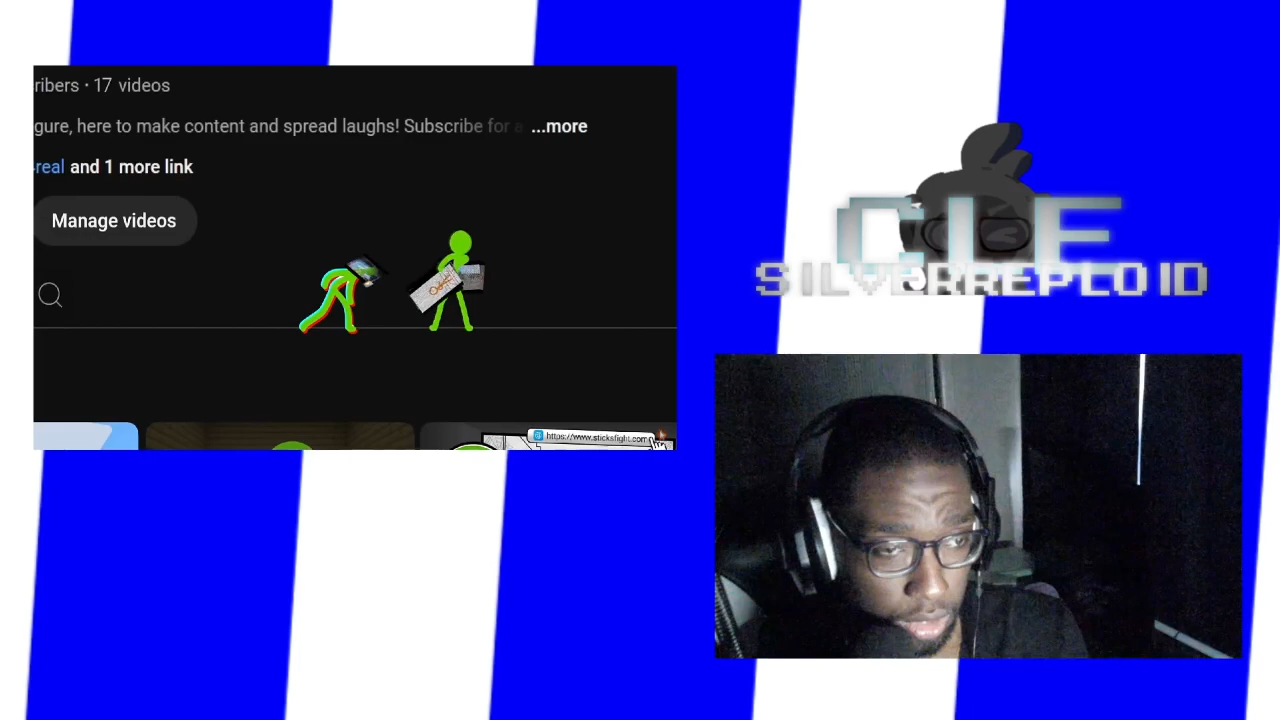 ribers · 17 videos
gure, here to make content and spread laughs! Subscribe for a ...more
real and 1 more link
Manage videos
https://www.sticksfight.com
CLE
SILVERREPLOID